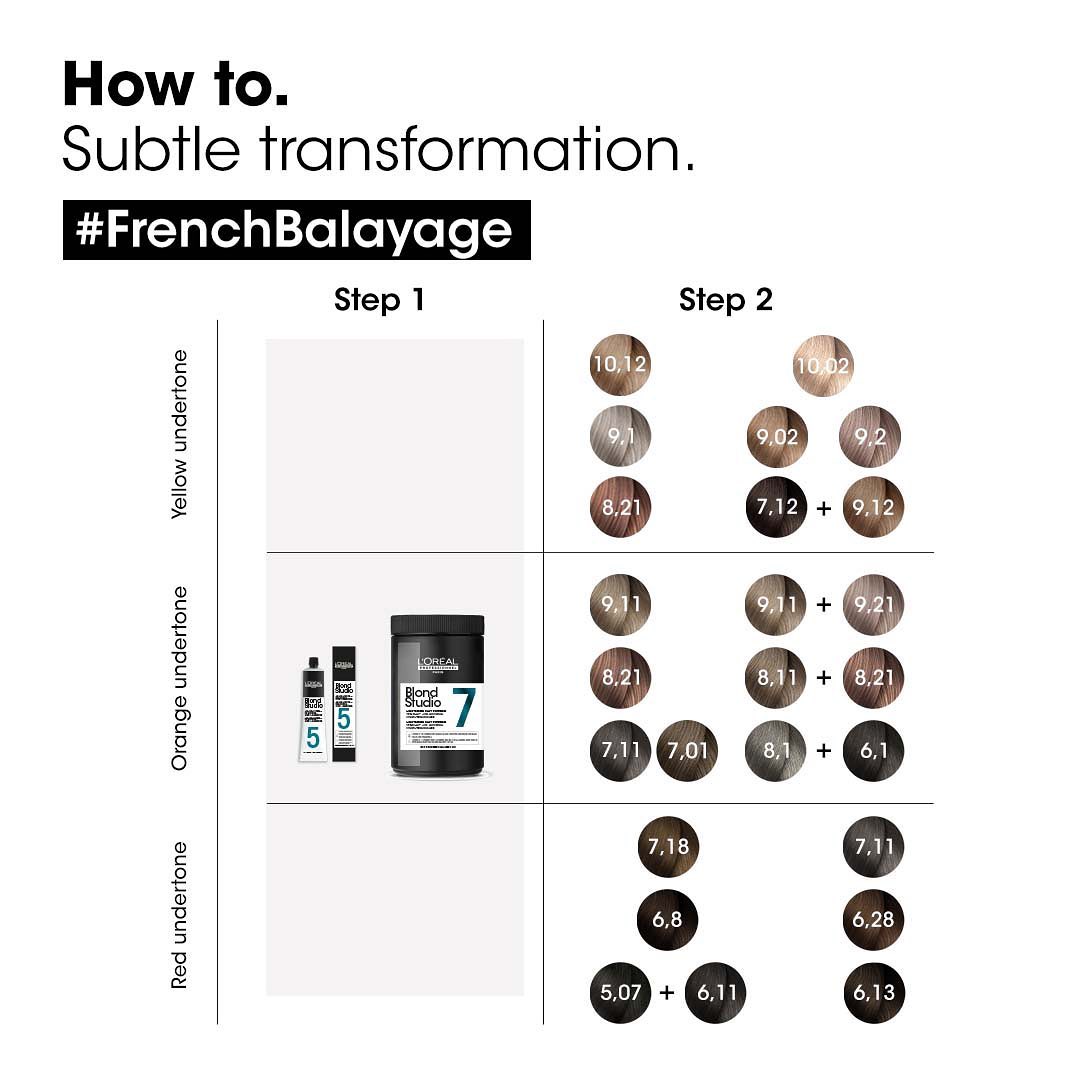 How to.
Subtle transformation.
#FrenchBalayage
Step 1
Step 2
Yellow undertone
10,12
10,02
9,1
9,02
9,2
8,21
7,12 + 9,12
Orange undertone
L'ORÉAL
PROFESSIONNEL
PARIS
Blond
Studio
7
Blond
Studio
5
Blond
Studio
5
9,11
9,11 + 9,21
8,21
8,11 + 8,21
7,11
7,01
8,1 + 6,1
Red undertone
7,18
7,11
6,8
6,28
5,07 + 6,11
6,13